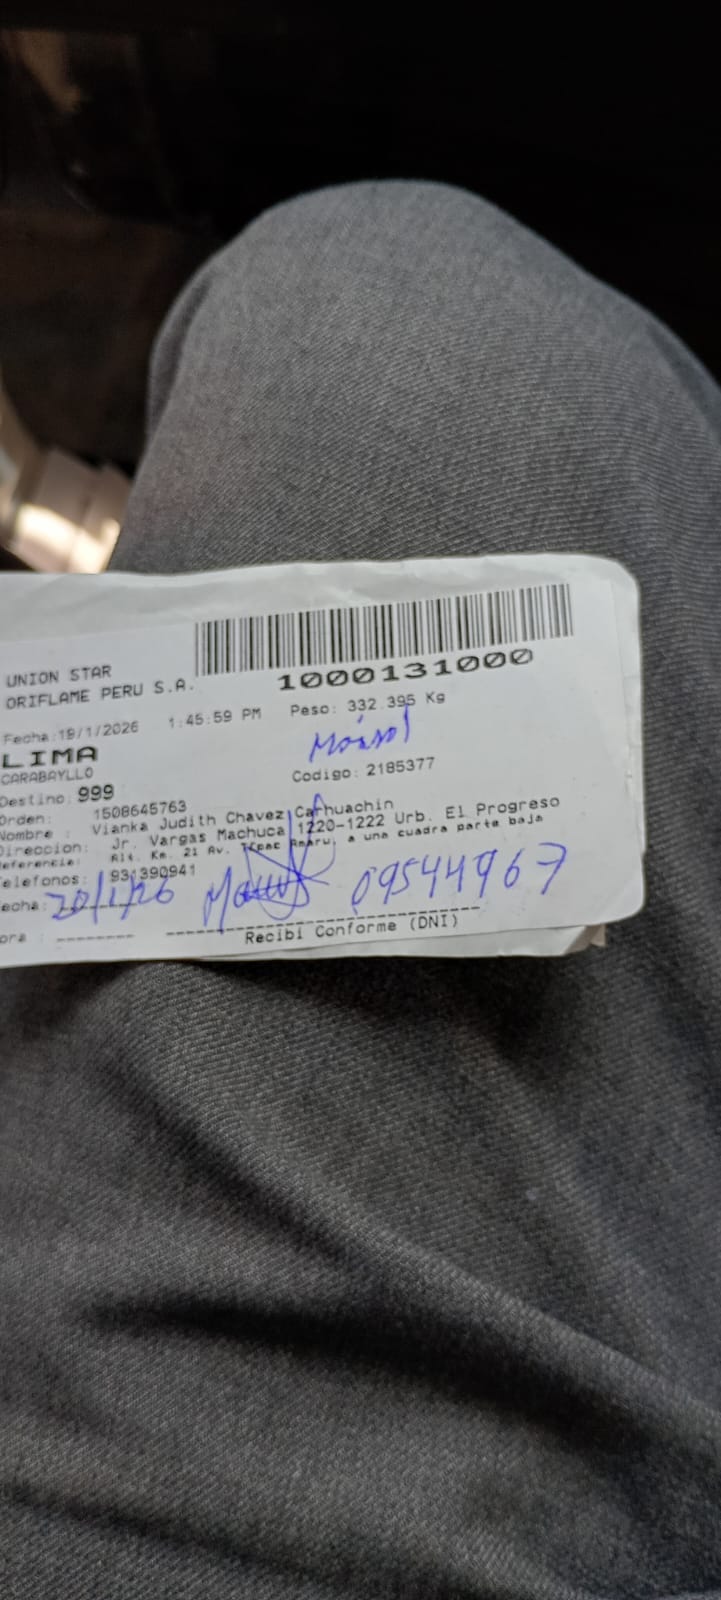 UNION STAR
ORIFLAME PERU S.A.
1000131000
Fecha:19/1/2026 1:45:59 PM Peso: 332.395 Kg
LIMA
CARABAYLLO
Codigo: 2185377
Destino: 999
Orden: 1508645763
Nombre : Vianka Judith Chavez Carhuachin
Direccion: Jr. Vargas Machuca 1220-1222 Urb. El Progreso
Referencia: Alt. Km. 21 Av. Tupac Amaru, a una cuadra parte baja
Telefonos: 931390941
echa: 20/1/26 09544967
ora :
Recibi Conforme (DNI)